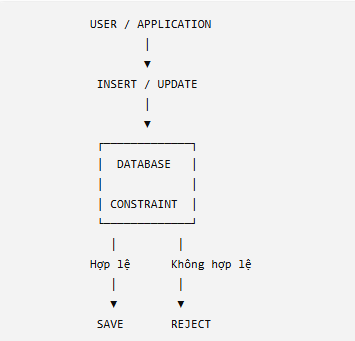 USER / APPLICATION
INSERT / UPDATE
DATABASE
CONSTRAINT
Hợp lệ Không hợp lệ
SAVE REJECT